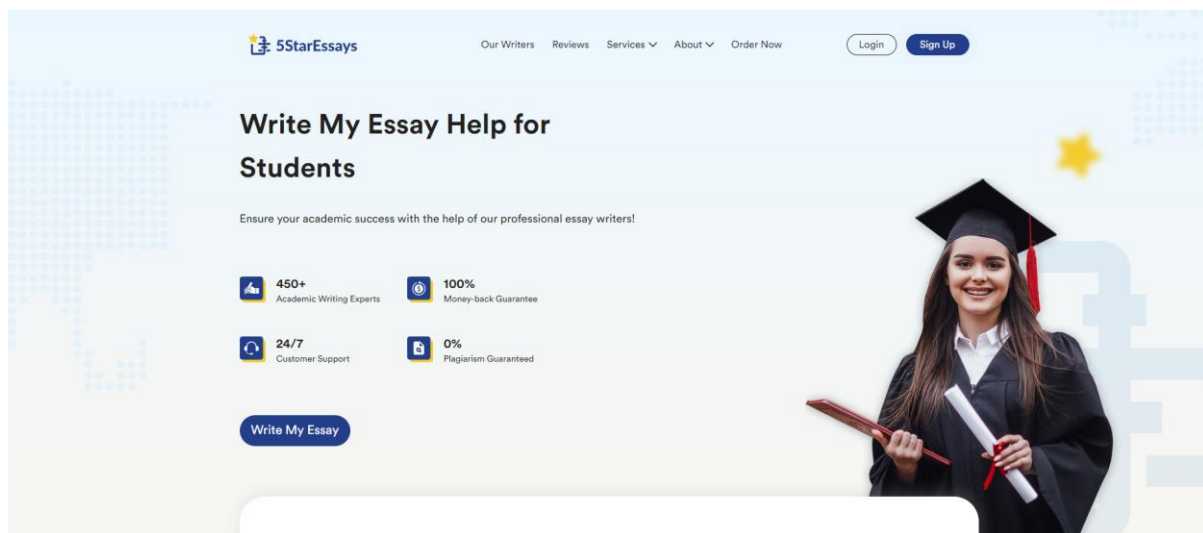 5StarEssays
Our Writers Reviews Services About Order Now
Login
Sign Up
Write My Essay Help for
Students
Ensure your academic success with the help of our professional essay writers!
450+
Academic Writing Experts
100%
Money-back Guarantee
24/7
Customer Support
0%
Plagiarism Guaranteed
Write My Essay